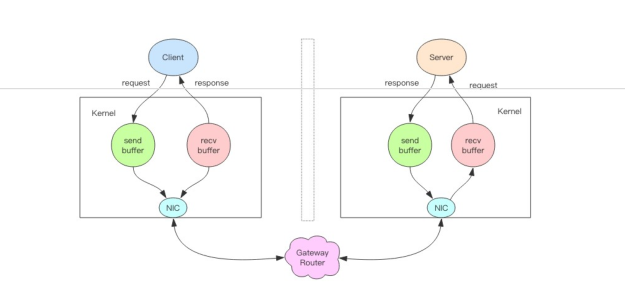 Client
Server
request
response
response
request
Kernel
Kernel
send
buffer
recv
buffer
send
buffer
recv
buffer
NIC
NIC
Gateway
Router